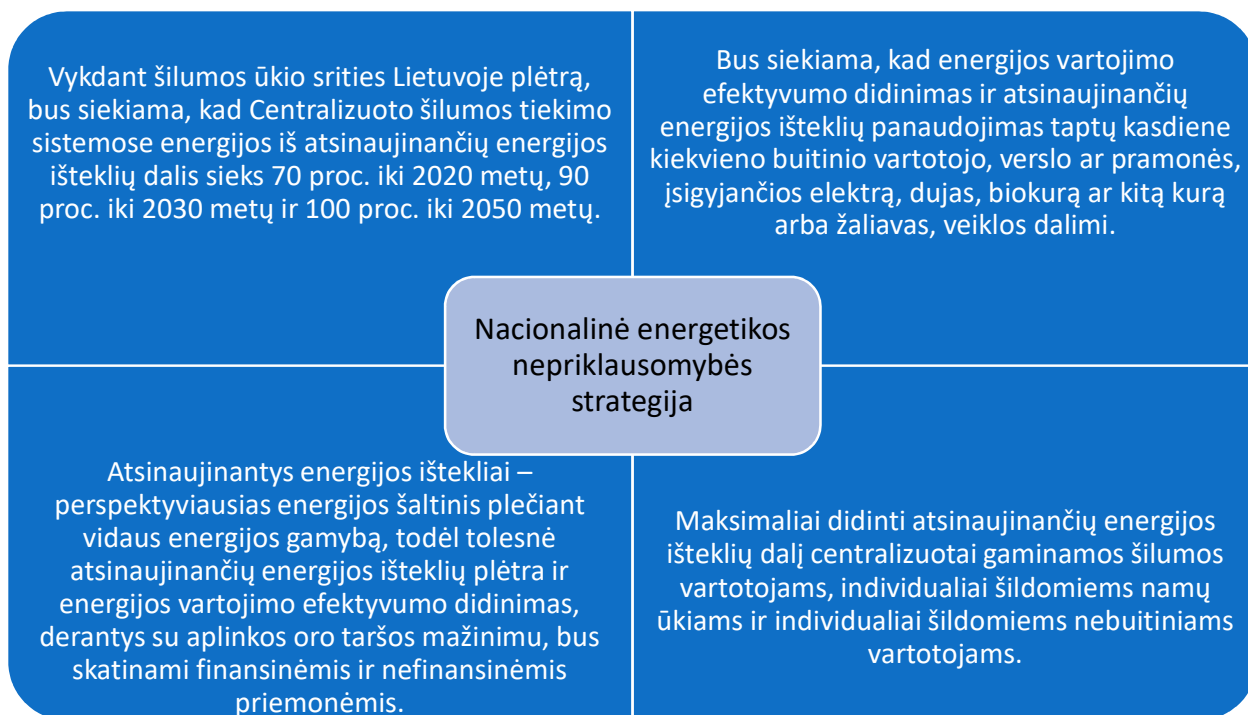 Vykdant šilumos ūkio srities Lietuvoje plėtrą,
bus siekiama, kad Centralizuoto šilumos tiekimo
sistemose energijos iš atsinaujinančių energijos
išteklių dalis sieks 70 proc. iki 2020 metų, 90
proc. iki 2030 metų ir 100 proc. iki 2050 metų.
Bus siekiama, kad energijos vartojimo
efektyvumo didinimas ir atsinaujinančių
energijos išteklių panaudojimas taptų kasdiene
kiekvieno buitinio vartotojo, verslo ar pramonės,
įsigyjančios elektrą, dujas, biokurą ar kitą kurą
arba žaliavas, veiklos dalimi.
Nacionalinė energetikos
nepriklausomybės
strategija
Atsinaujinantys energijos ištekliai –
perspektyviausias energijos šaltinis plečiant
vidaus energijos gamybą, todėl tolesnė
atsinaujinančių energijos išteklių plėtra ir
energijos vartojimo efektyvumo didinimas,
derantys su aplinkos oro taršos mažinimu, bus
skatinami finansinėmis ir nefinansinėmis
priemonėmis.
Maksimaliai didinti atsinaujinančių energijos
išteklių dalį centralizuotai gaminamos šilumos
vartotojams, individualiai šildomiems namų
ūkiams ir individualiai šildomiems nebuitiniams
vartotojams.